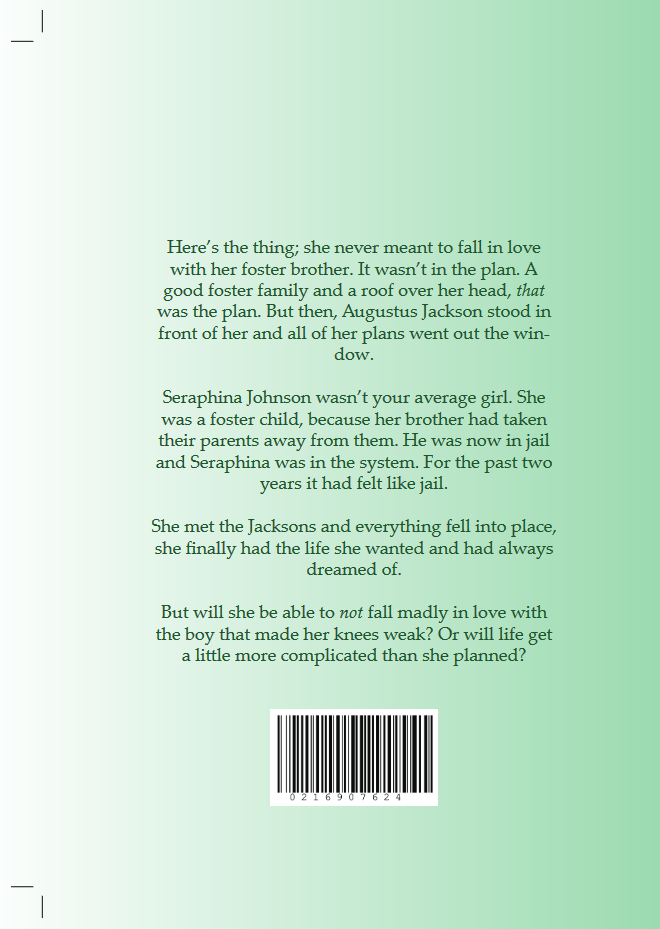 Here’s the thing; she never meant to fall in love
with her foster brother. It wasn’t in the plan. A
good foster family and a roof over her head, that
was the plan. But then, Augustus Jackson stood in
front of her and all of her plans went out the win-
dow.
Seraphina Johnson wasn’t your average girl. She
was a foster child, because her brother had taken
their parents away from them. He was now in jail
and Seraphina was in the system. For the past two
years it had felt like jail.
She met the Jacksons and everything fell into place,
she finally had the life she wanted and had always
dreamed of.
But will she be able to not fall madly in love with
the boy that made her knees weak? Or will life get
a little more complicated than she planned?
0216907624